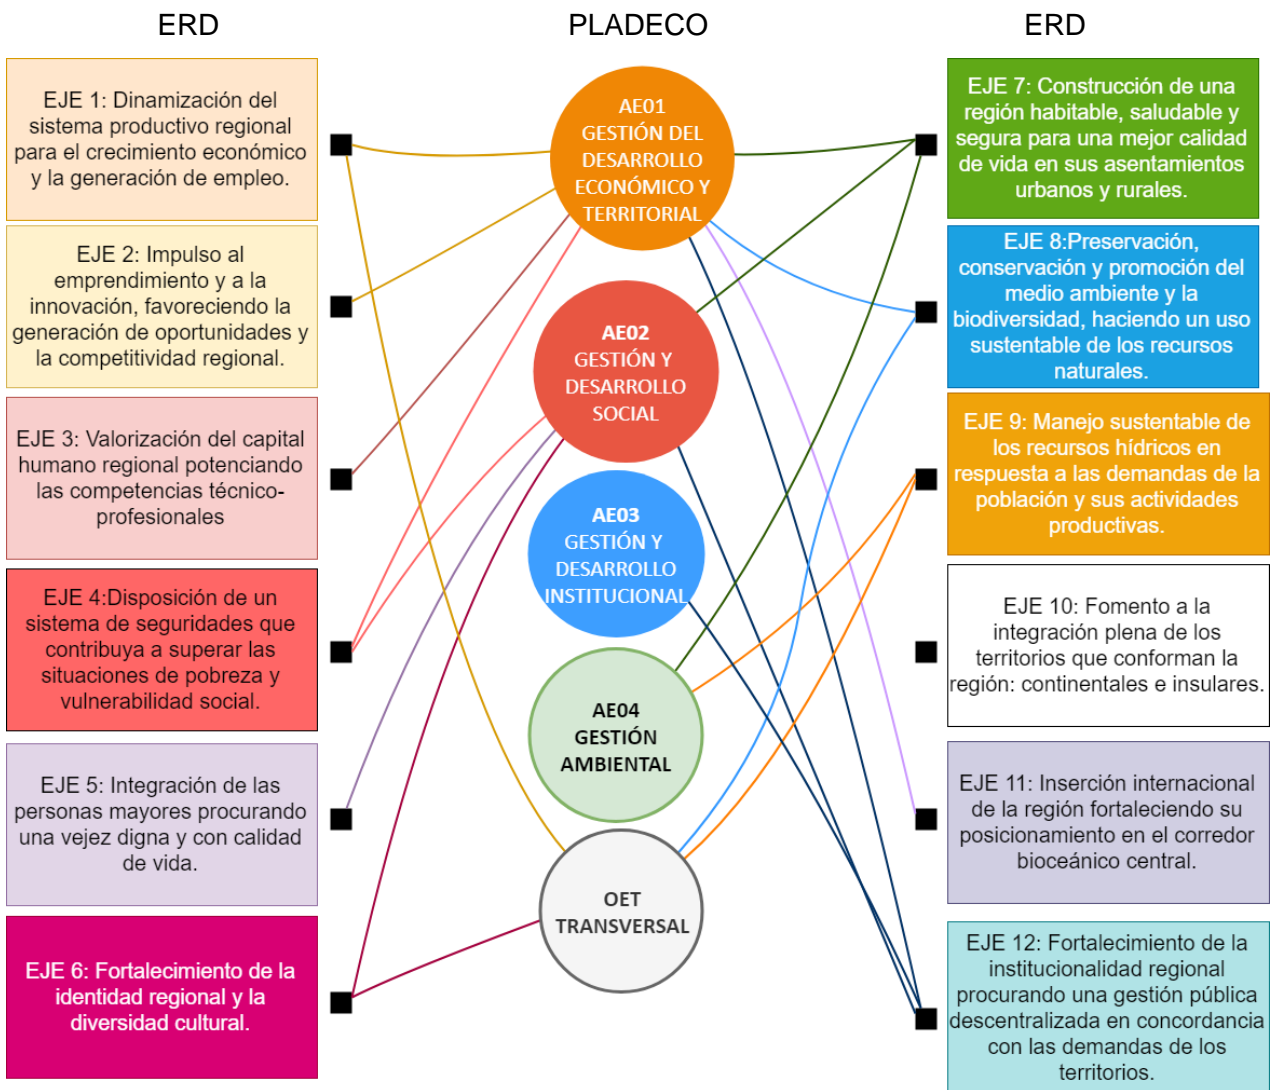 ERD
PLADECO
ERD
EJE 1: Dinamización del
sistema productivo regional
para el crecimiento económico
y la generación de empleo.
EJE 2: Impulso al
emprendimiento y a la
innovación, favoreciendo la
generación de oportunidades y
la competitividad regional.
EJE 3: Valorización del capital
humano regional potenciando
las competencias técnico-
profesionales
EJE 4:Disposición de un
sistema de seguridades que
contribuya a superar las
situaciones de pobreza y
vulnerabilidad social.
EJE 5: Integración de las
personas mayores procurando
una vejez digna y con calidad
de vida.
EJE 6: Fortalecimiento de la
identidad regional y la
diversidad cultural.
AE01
GESTIÓN DEL
DESARROLLO
ECONÓMICO Y
TERRITORIAL
AE02
GESTIÓN Y
DESARROLLO
SOCIAL
AE03
GESTIÓN Y
DESARROLLO
INSTITUCIONAL
AE04
GESTIÓN
AMBIENTAL
OET
TRANSVERSAL
EJE 7: Construcción de una
región habitable, saludable y
segura para una mejor calidad
de vida en sus asentamientos
urbanos y rurales.
EJE 8:Preservación,
conservación y promoción del
medio ambiente y la
biodiversidad, haciendo un uso
sustentable de los recursos
naturales.
EJE 9: Manejo sustentable de
los recursos hídricos en
respuesta a las demandas de la
población y sus actividades
productivas.
EJE 10: Fomento a la
integración plena de los
territorios que conforman la
región: continentales e insulares.
EJE 11: Inserción internacional
de la región fortaleciendo su
posicionamiento en el corredor
bioceánico central.
EJE 12: Fortalecimiento de la
institucionalidad regional
procurando una gestión pública
descentralizada en concordancia
con las demandas de los
territorios.